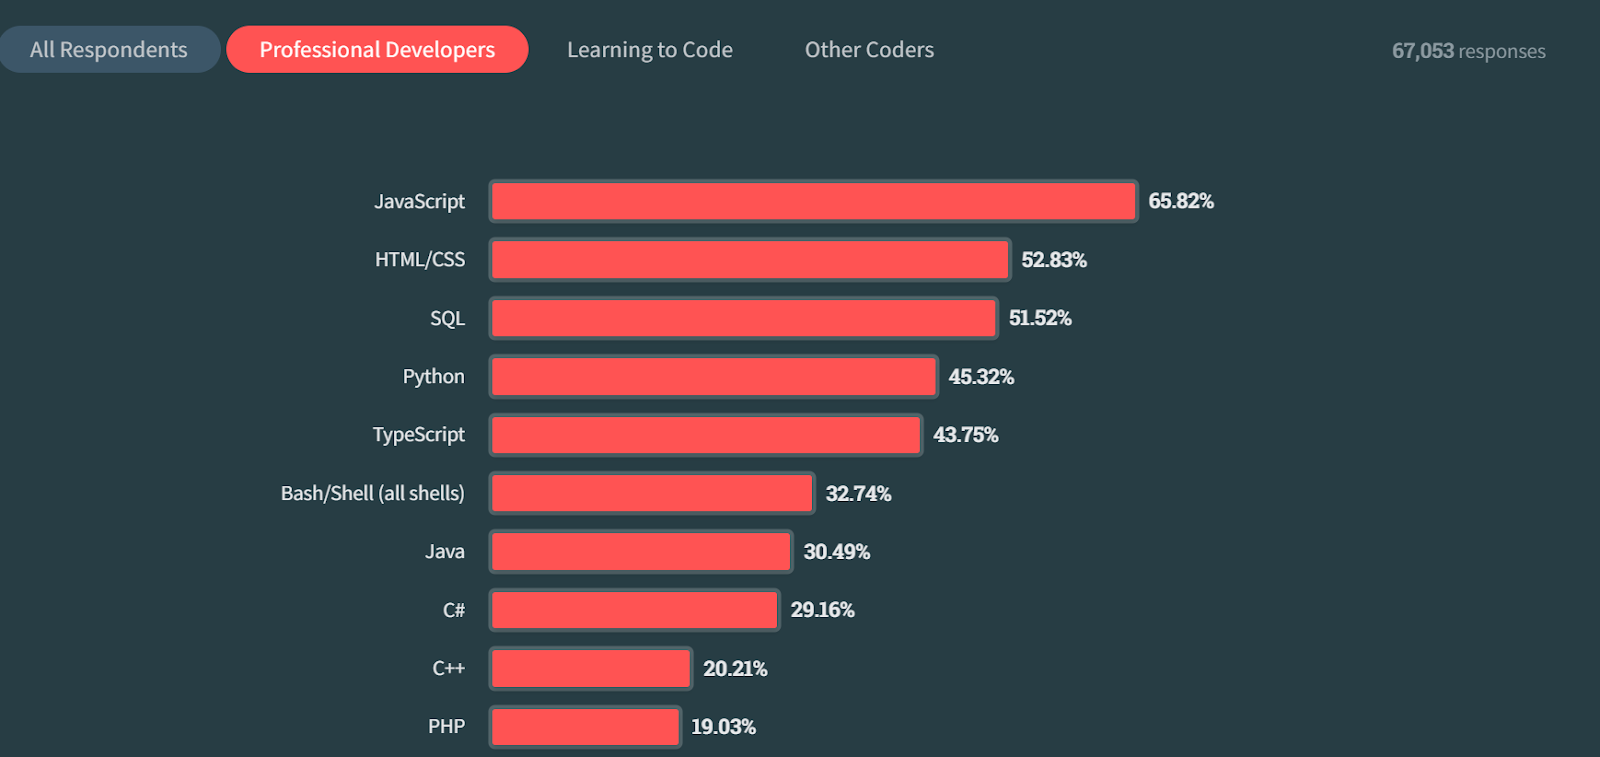 All Respondents Professional Developers Learning to Code Other Coders 67,053 responses
JavaScript 65.82%
HTML/CSS 52.83%
SQL 51.52%
Python 45.32%
TypeScript 43.75%
Bash/Shell (all shells) 32.74%
Java 30.49%
C# 29.16%
C++ 20.21%
PHP 19.03%